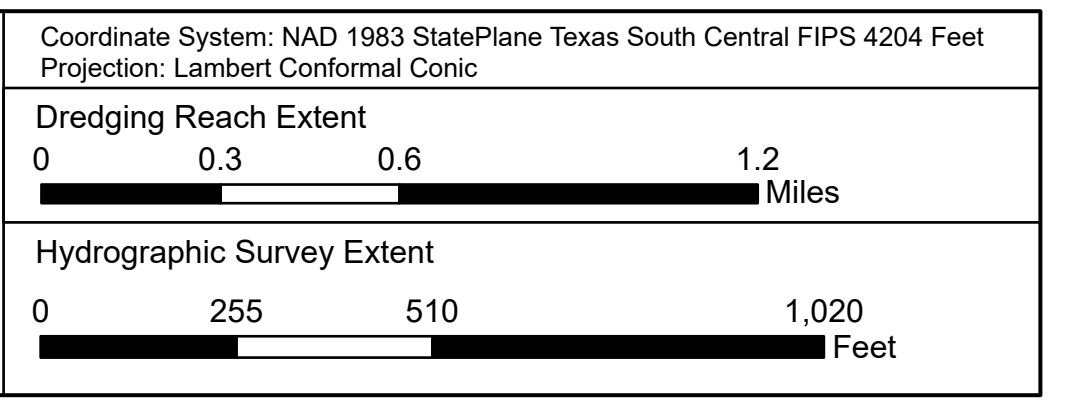 Coordinate System: NAD 1983 StatePlane Texas South Central FIPS 4204 Feet
Projection: Lambert Conformal Conic
Dredging Reach Extent
0 0.3 0.6 1.2
Miles
Hydrographic Survey Extent
0 255 510 1,020
Feet